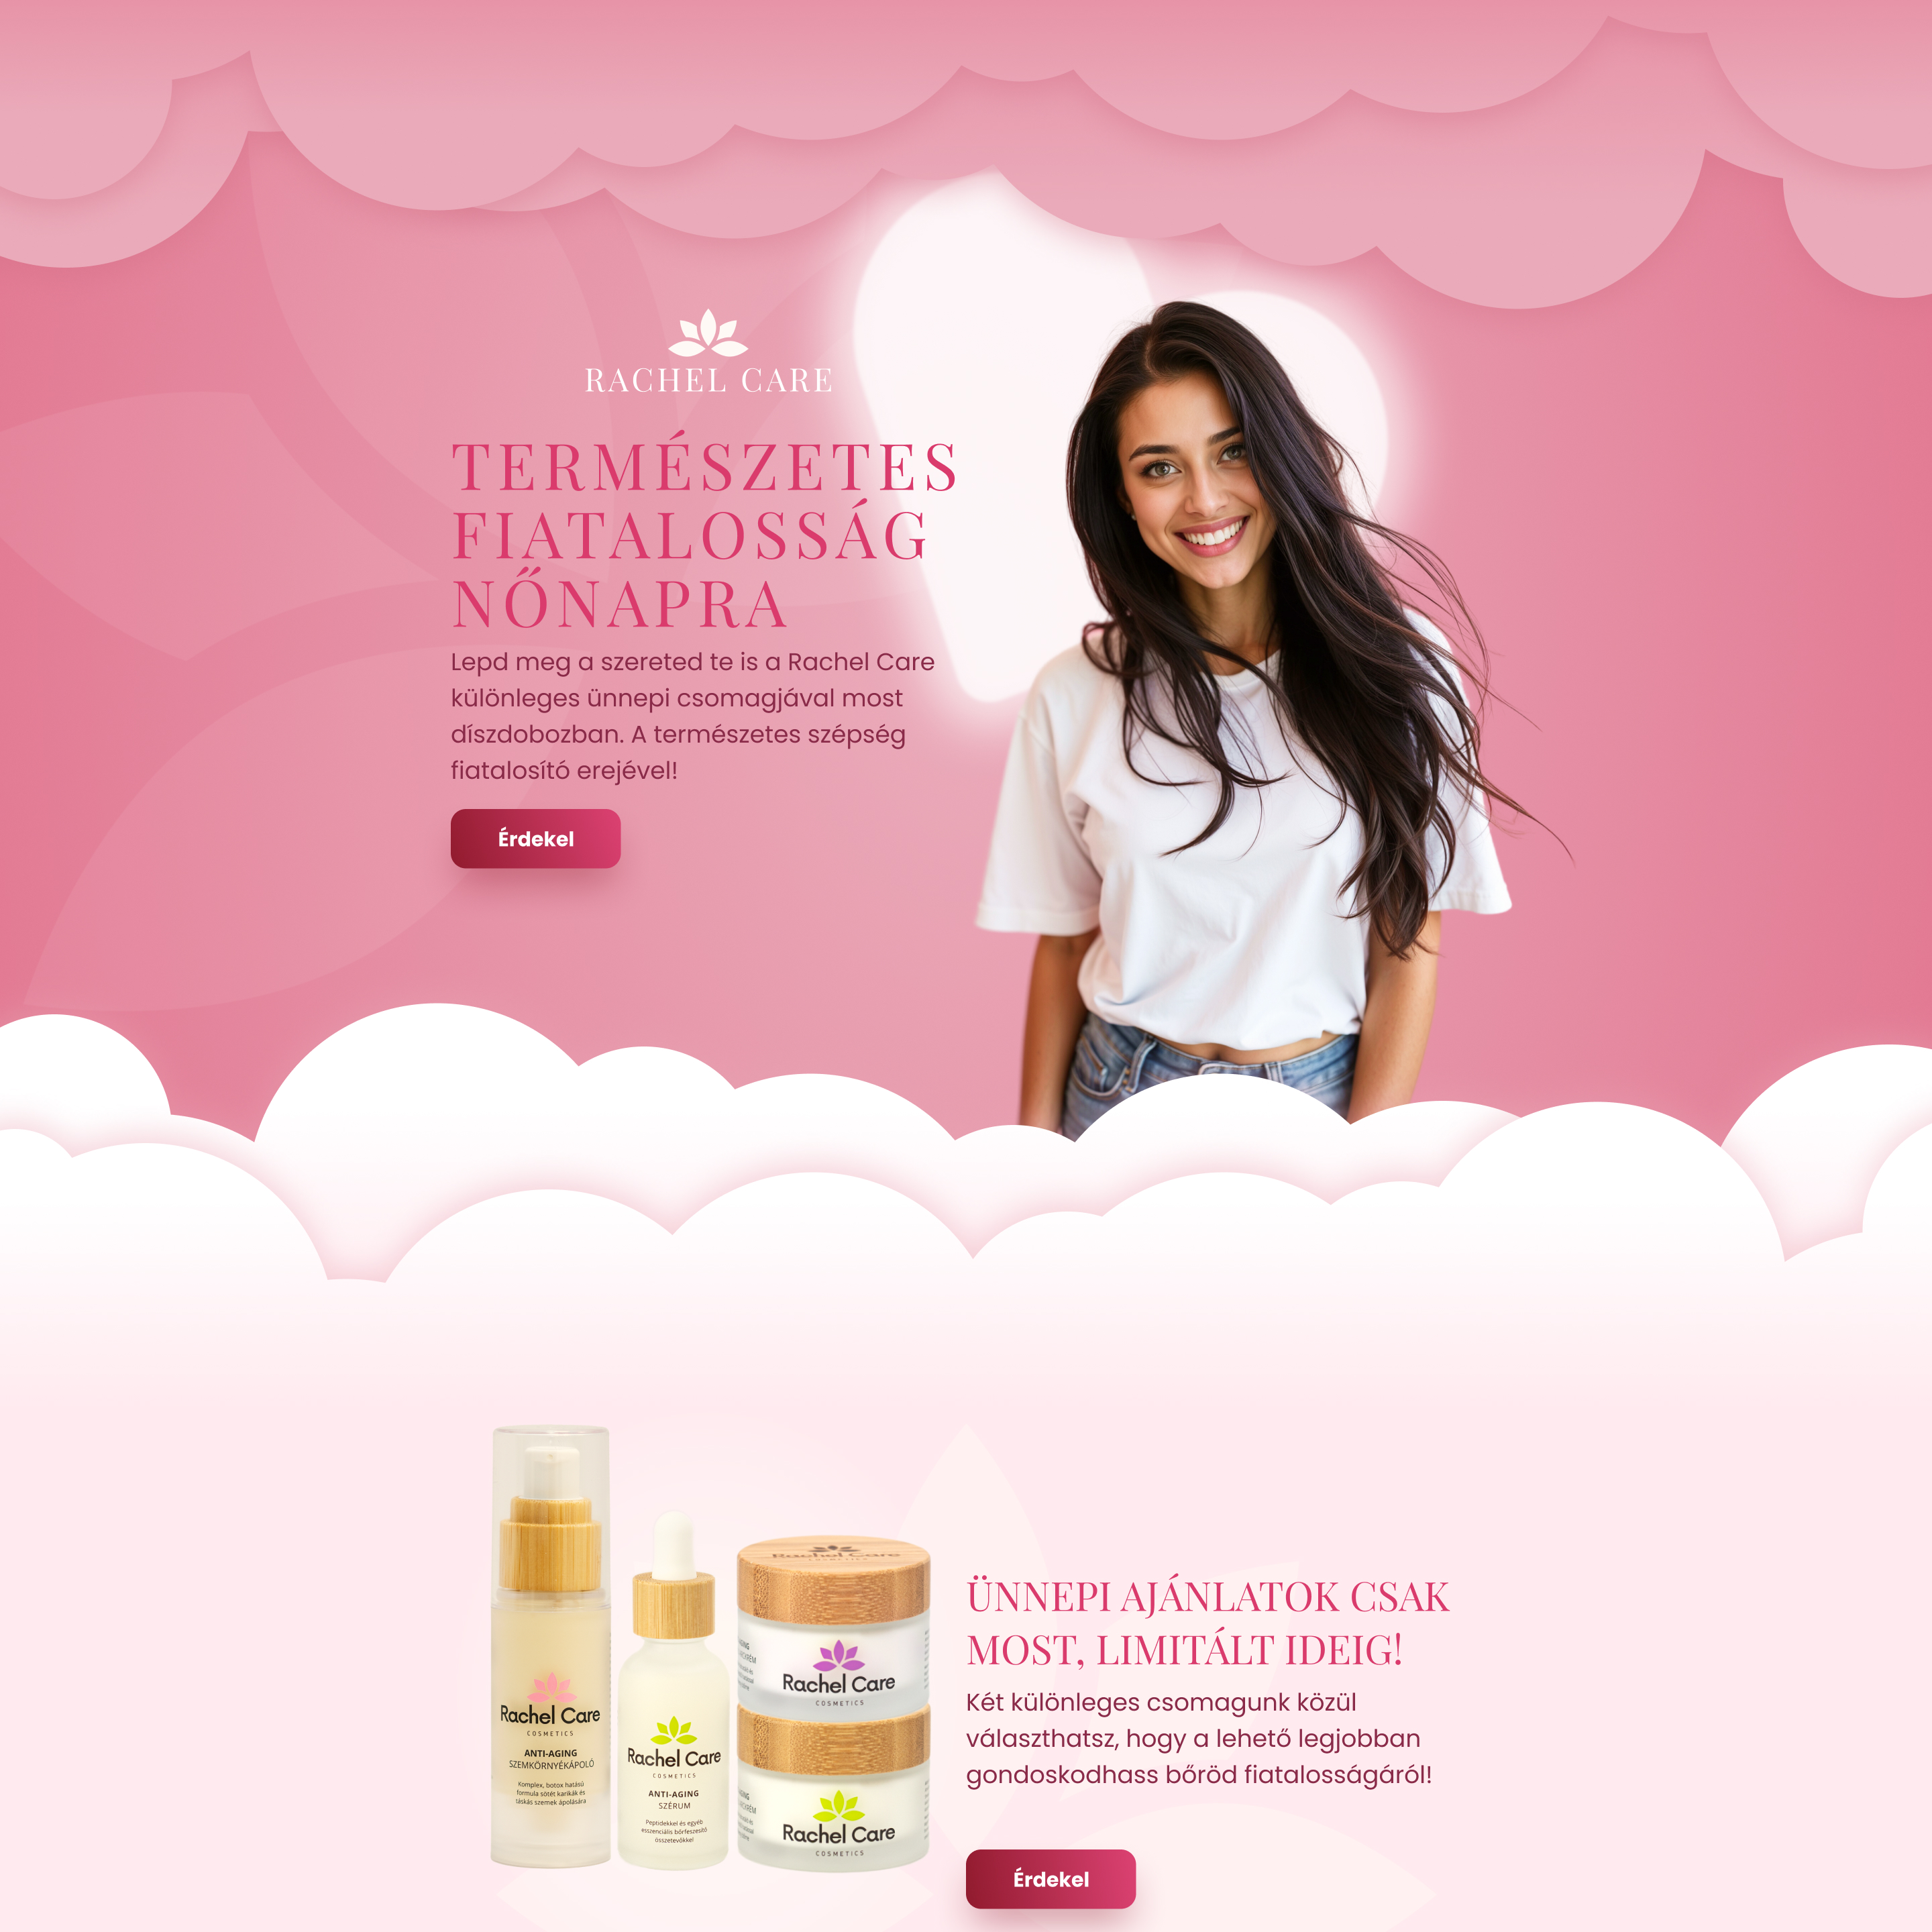 RACHEL CARE
TERMÉSZETES
FIATALOSSÁG
NŐNAPRA
Lepd meg a szereted te is a Rachel Care
különleges ünnepi csomagjával most
díszdobozban. A természetes szépség
fiatalosító erejével!
Érdekel
Rachel Care
COSMETICS
ANTI-AGING
SZEMKÖRNYÉKÁPOLÓ
Komplex, botox hatású
formula sötét karikák és
táskás szemek ápolására
Rachel Care
COSMETICS
ANTI-AGING
SZÉRUM
Peptidekkel és egyéb
esszenciális bőrfeszesítő
összetevőkkel
Rachel Care
Rachel Care
COSMETICS
Rachel Care
COSMETICS
ÜNNEPI AJÁNLATOK CSAK
MOST, LIMITÁLT IDEIG!
Két különleges csomagunk közül
választhatsz, hogy a lehető legjobban
gondoskodhass bőröd fiatalosságáról!
Érdekel